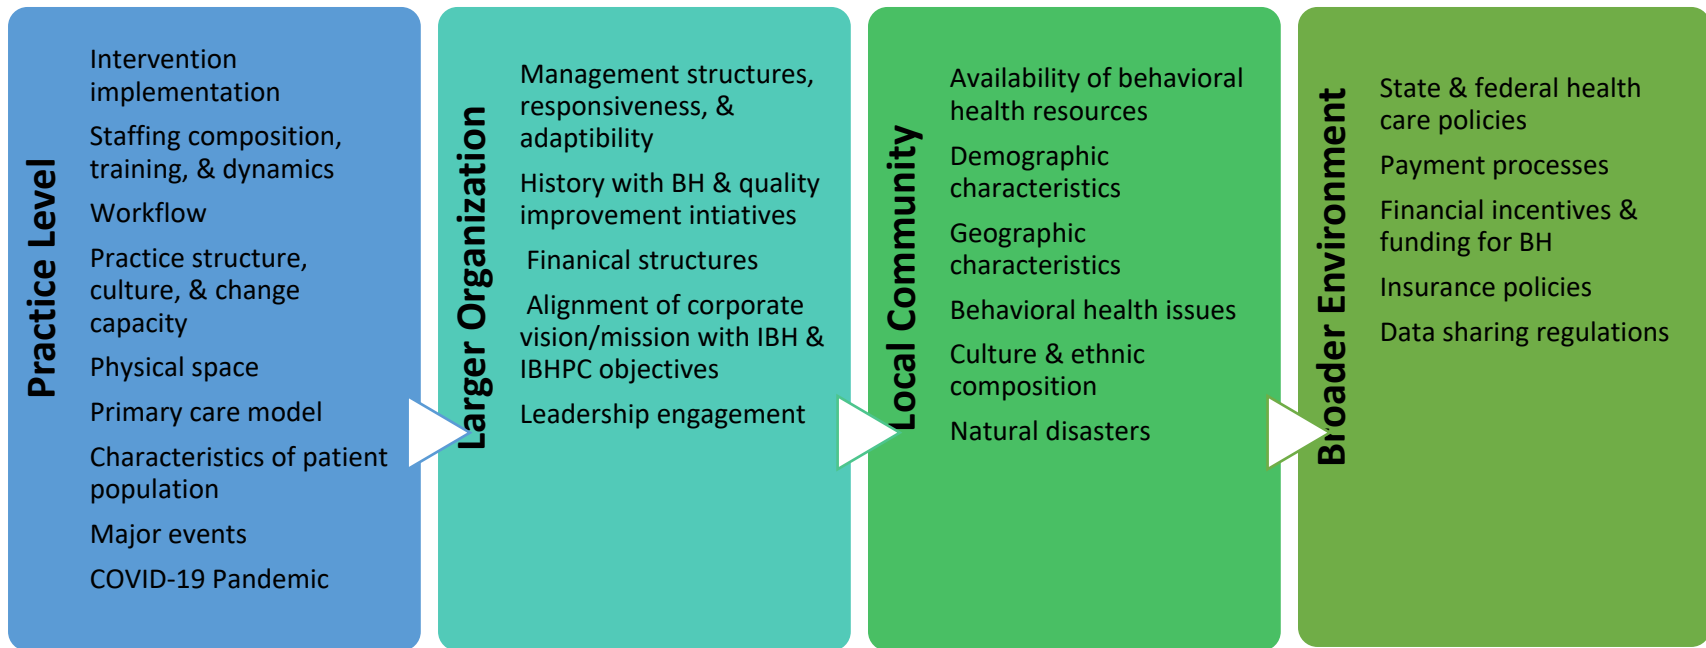 Practice Level
Intervention
implementation
Staffing composition,
training, & dynamics
Workflow
Practice structure,
culture, & change
capacity
Physical space
Primary care model
Characteristics of patient
population
Major events
COVID-19 Pandemic
Larger Organization
Management structures,
responsiveness, &
adaptibility
History with BH & quality
improvement intiatives
Finanical structures
Alignment of corporate
vision/mission with IBH &
IBHPC objectives
Leadership engagement
Local Community
Availability of behavioral
health resources
Demographic
characteristics
Geographic
characteristics
Behavioral health issues
Culture & ethnic
composition
Natural disasters
Broader Environment
State & federal health
care policies
Payment processes
Financial incentives &
funding for BH
Insurance policies
Data sharing regulations